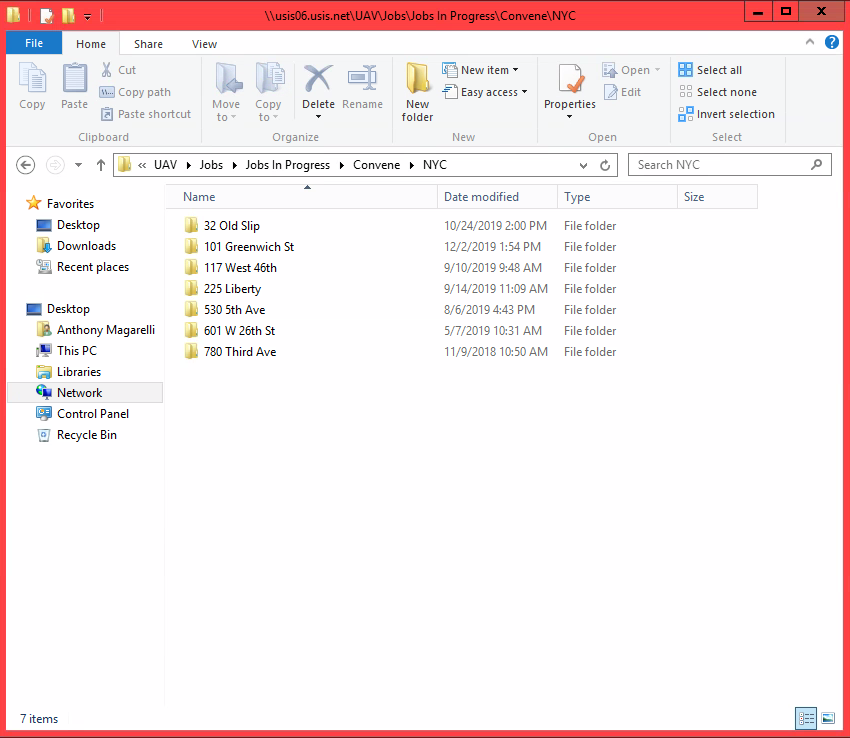 \\usis06.usis.net\UAV\Jobs\Jobs In Progress\Convene\NYC
File Home Share View
Copy
Paste
Cut
Copy path
Paste shortcut
Clipboard
Move to
Copy to
Delete
Rename
Organize
New folder
New item
Easy access
New
Properties
Open
Edit
Open
Select all
Select none
Invert selection
Select
« UAV Jobs Jobs In Progress Convene NYC
Search NYC
Favorites
Desktop
Downloads
Recent places
Desktop
Anthony Magarelli
This PC
Libraries
Network
Control Panel
Recycle Bin
Name Date modified Type Size
32 Old Slip 10/24/2019 2:00 PM File folder
101 Greenwich St 12/2/2019 1:54 PM File folder
117 West 46th 9/10/2019 9:48 AM File folder
225 Liberty 9/14/2019 11:09 AM File folder
530 5th Ave 8/6/2019 4:43 PM File folder
601 W 26th St 5/7/2019 10:31 AM File folder
780 Third Ave 11/9/2018 10:50 AM File folder
7 items